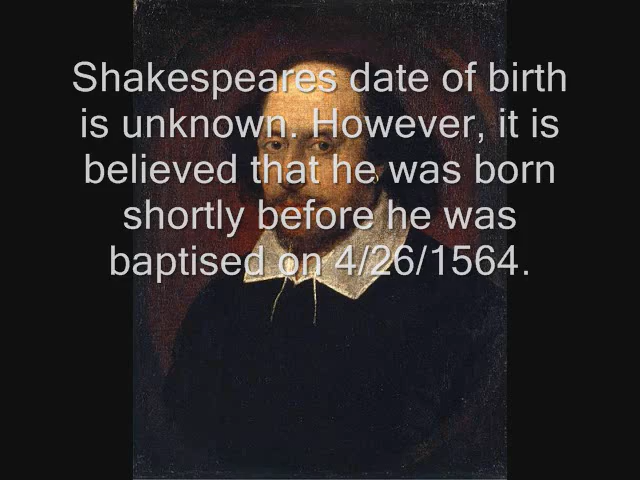 Shakespeares date of birth
is unknown. However, it is
believed that he was born
shortly before he was
baptised on 4/26/1564.